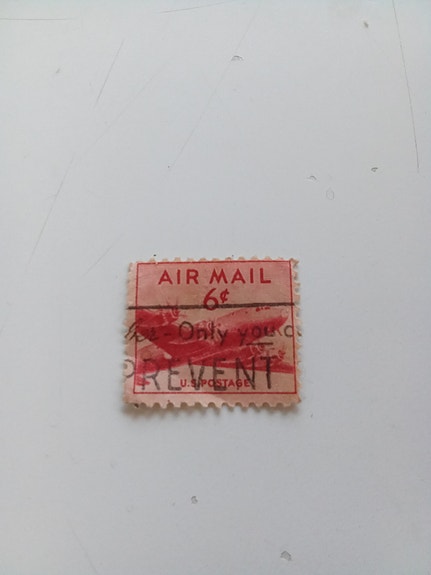 AIR MAIL
6¢
- Only you c
PREVENT
U.S. POSTAGE